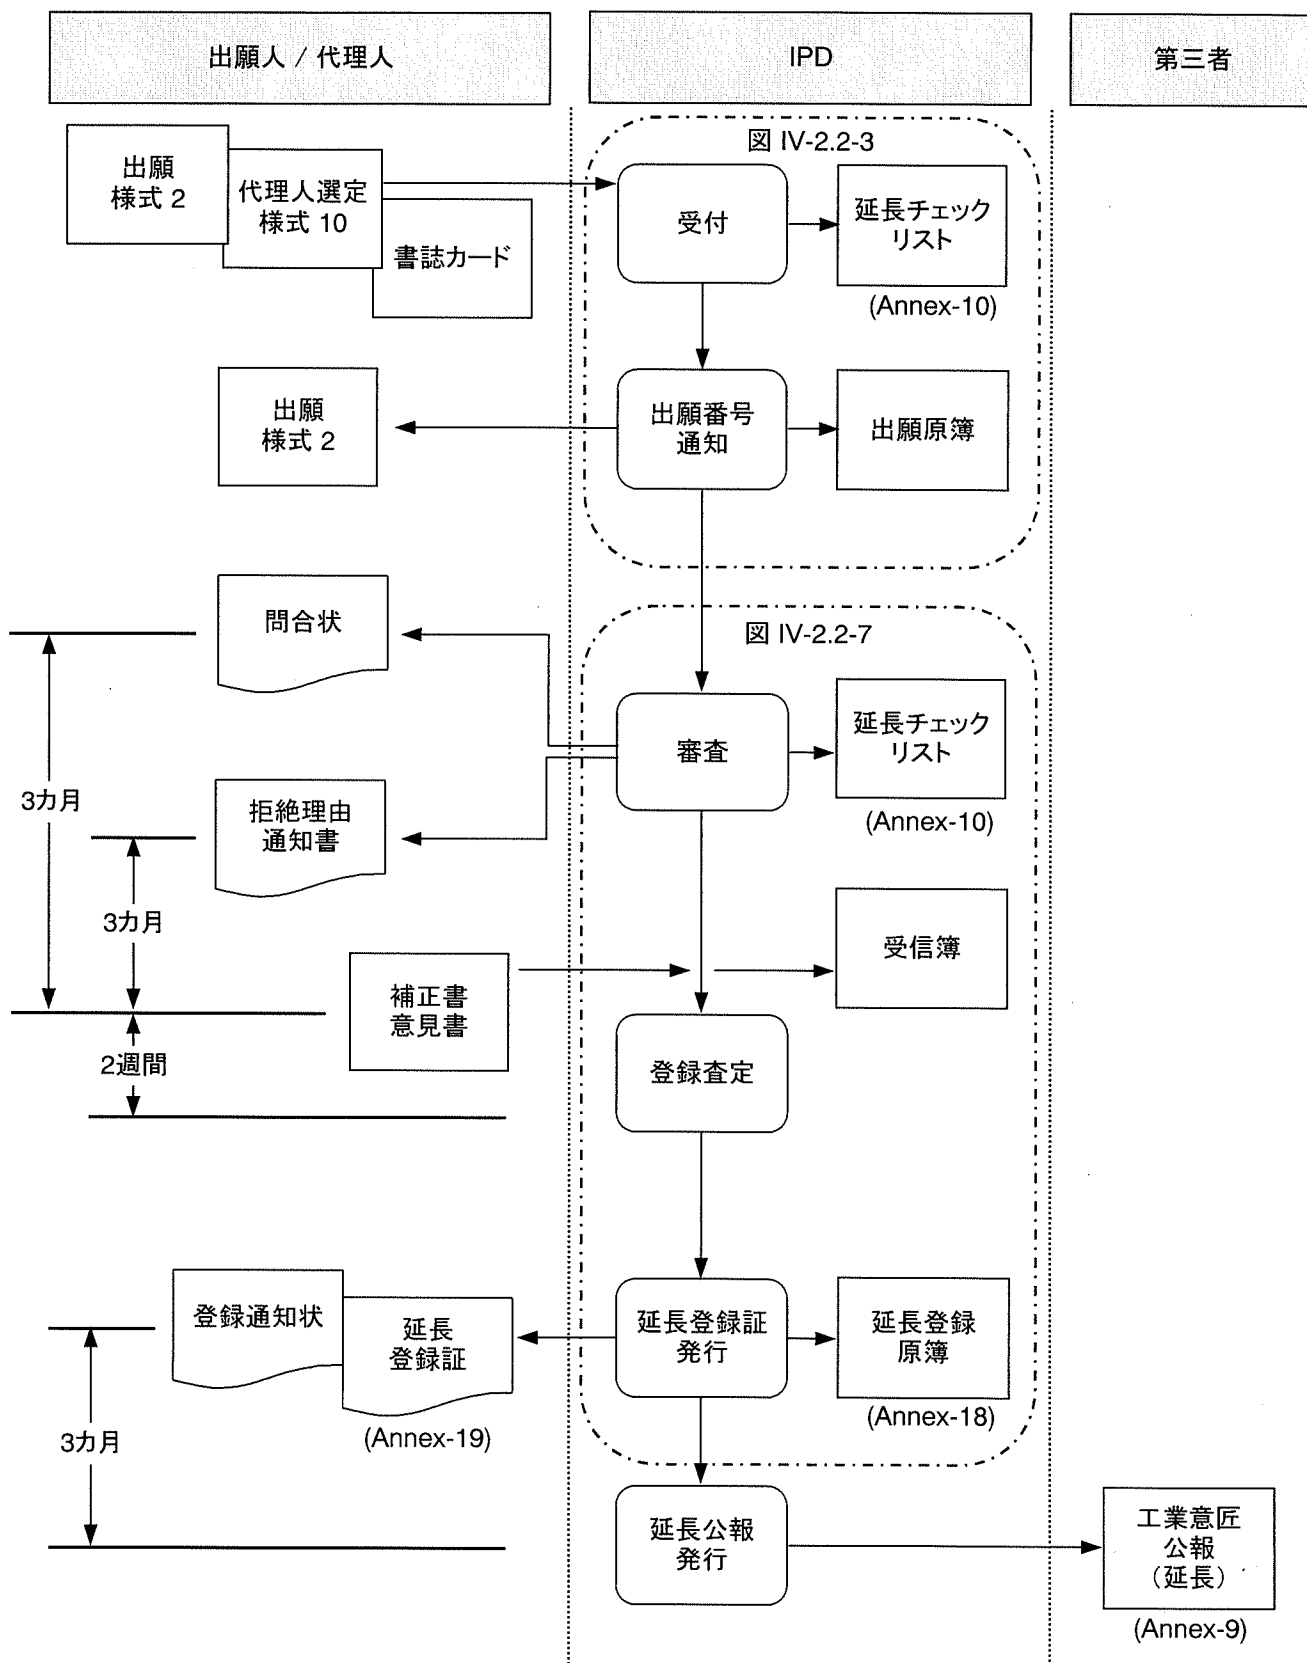 出願人 / 代理人
IPD
第三者
図 IV-2.2-3
出願
様式 2
代理人選定
様式 10
書誌カード
受付
延長チェック
リスト
(Annex-10)
出願
様式 2
出願番号
通知
出願原簿
図 IV-2.2-7
問合状
審査
延長チェック
リスト
(Annex-10)
3カ月
拒絶理由
通知書
3カ月
受信簿
補正書
意見書
2週間
登録査定
登録通知状
延長
登録証
(Annex-19)
延長登録証
発行
延長登録
原簿
(Annex-18)
3カ月
延長公報
発行
工業意匠
公報
（延長）
(Annex-9)